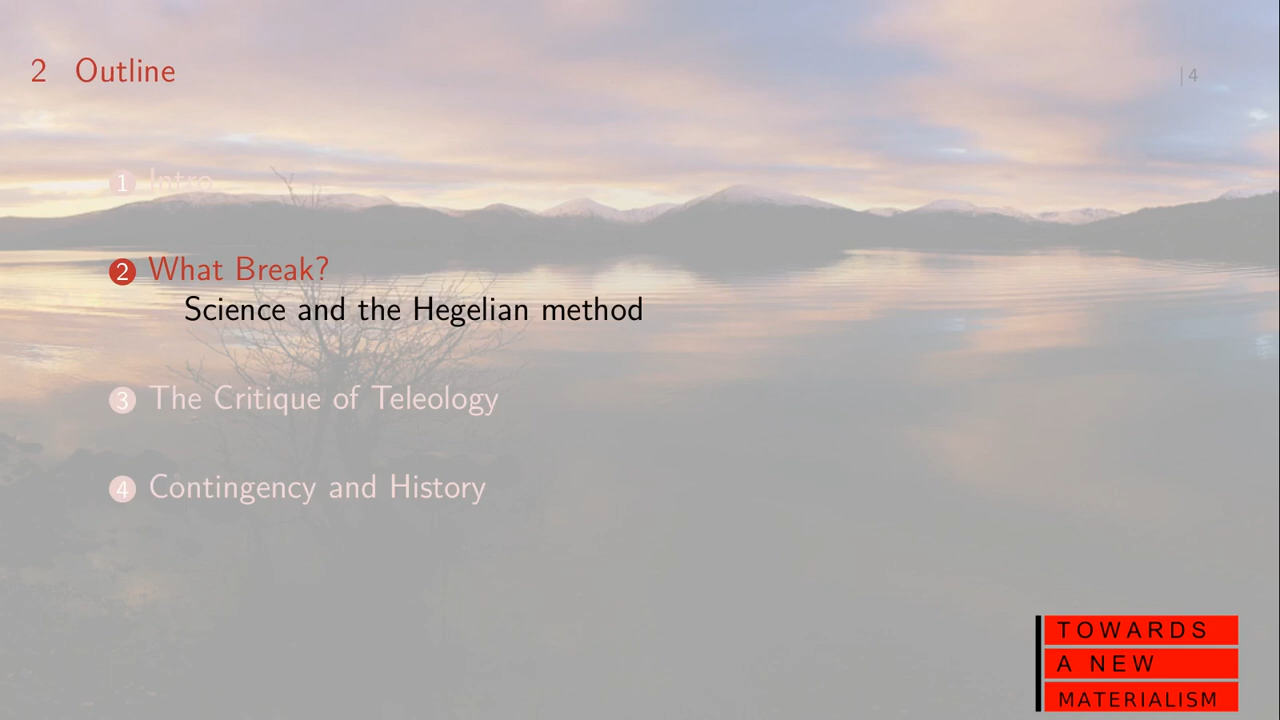 2 Outline
| 4
1 Intro
2 What Break?
Science and the Hegelian method
3 The Critique of Teleology
4 Contingency and History
TOWARDS
A NEW
MATERIALISM